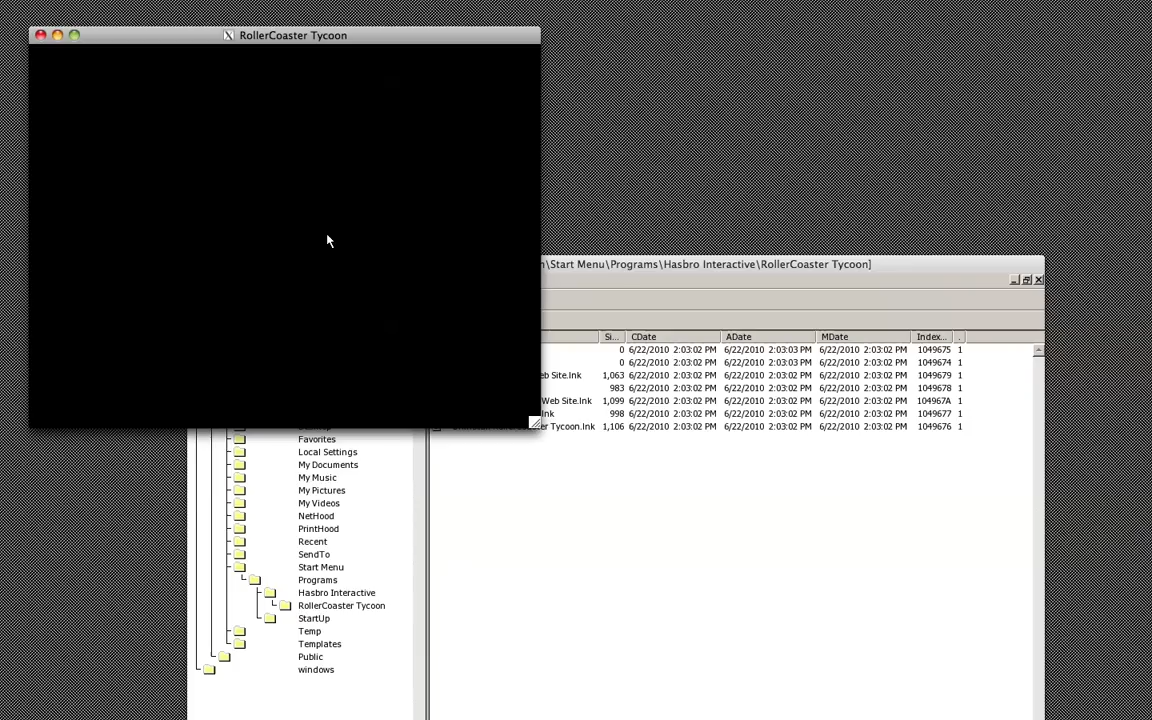 RollerCoaster Tycoon
\Start Menu\Programs\Hasbro Interactive\RollerCoaster Tycoon]
Si... CDate ADate MDate Index... .
0 6/22/2010 2:03:02 PM 6/22/2010 2:03:03 PM 6/22/2010 2:03:02 PM 1049675 1
0 6/22/2010 2:03:02 PM 6/22/2010 2:03:03 PM 6/22/2010 2:03:02 PM 1049674 1
eb Site.lnk 1,063 6/22/2010 2:03:02 PM 6/22/2010 2:03:02 PM 6/22/2010 2:03:02 PM 1049679 1
983 6/22/2010 2:03:02 PM 6/22/2010 2:03:02 PM 6/22/2010 2:03:02 PM 1049678 1
Web Site.lnk 1,099 6/22/2010 2:03:02 PM 6/22/2010 2:03:02 PM 6/22/2010 2:03:02 PM 104967A 1
lnk 998 6/22/2010 2:03:02 PM 6/22/2010 2:03:02 PM 6/22/2010 2:03:02 PM 1049677 1
er Tycoon.lnk 1,106 6/22/2010 2:03:02 PM 6/22/2010 2:03:02 PM 6/22/2010 2:03:02 PM 1049676 1
Favorites
Local Settings
My Documents
My Music
My Pictures
My Videos
NetHood
PrintHood
Recent
SendTo
Start Menu
Programs
Hasbro Interactive
RollerCoaster Tycoon
StartUp
Temp
Templates
Public
windows